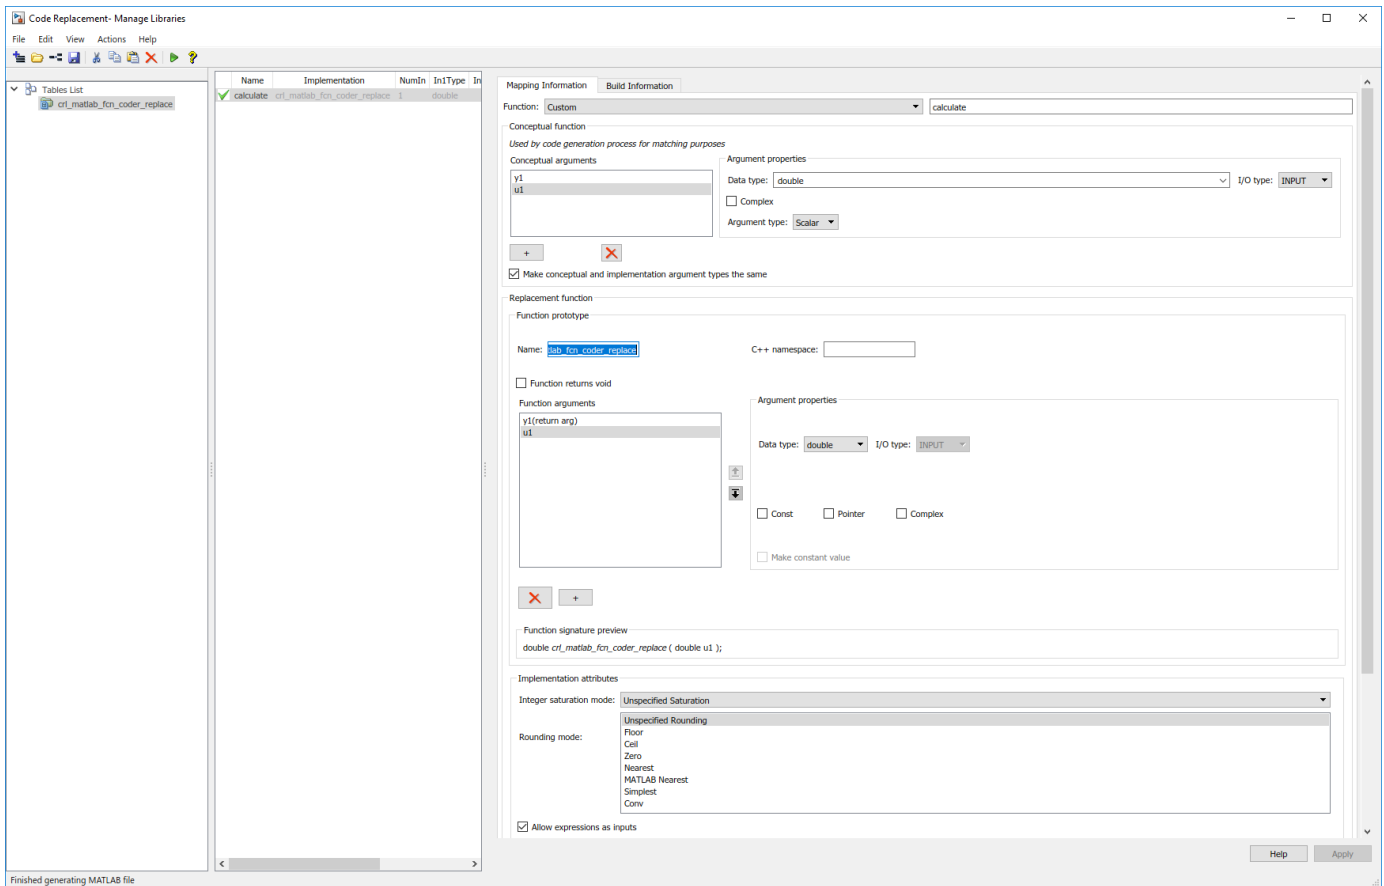 Code Replacement- Manage Libraries
File Edit View Actions Help
Tables List
crl_matlab_fcn_coder_replace
Name Implementation NumIn In1Type In
calculate crl_matlab_fcn_coder_replace 1 double
Mapping Information Build Information
Function: Custom calculate
Conceptual function
Used by code generation process for matching purposes
Conceptual arguments
y1
u1
+
Argument properties
Data type: double I/O type: INPUT
Complex
Argument type: Scalar
Make conceptual and implementation argument types the same
Replacement function
Function prototype
Name: tlab_fcn_coder_replace C++ namespace:
Function returns void
Function arguments
y1(return arg)
u1
Argument properties
Data type: double I/O type: INPUT
Const Pointer Complex
Make constant value
+
Function signature preview
double crl_matlab_fcn_coder_replace ( double u1 );
Implementation attributes
Integer saturation mode: Unspecified Saturation
Rounding mode:
Unspecified Rounding
Floor
Ceil
Zero
Nearest
MATLAB Nearest
Simplest
Conv
Allow expressions as inputs
Help Apply
Finished generating MATLAB file